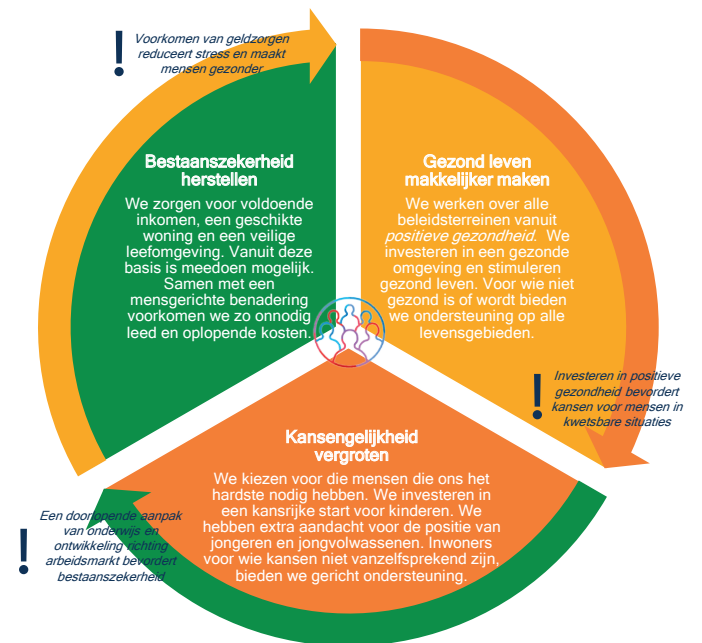 !
Voorkomen van geldzorgen
reduceert stress en maakt
mensen gezonder
Bestaanszekerheid
herstellen
We zorgen voor voldoende
inkomen, een geschikte
woning en een veilige
leefomgeving. Vanuit deze
basis is meedoen mogelijk.
Samen met een
mensgerichte benadering
voorkomen we zo onnodig
leed en oplopende kosten.
Gezond leven
makkelijker maken
We werken over alle
beleidsterreinen vanuit
positieve gezondheid. We
investeren in een gezonde
omgeving en stimuleren
gezond leven. Voor wie niet
gezond is of wordt bieden
we ondersteuning op alle
levensgebieden.
!
Investeren in positieve
gezondheid bevordert
kansen voor mensen in
kwetsbare situaties
Kansengelijkheid
vergroten
We kiezen voor die mensen die ons het
hardste nodig hebben. We investeren in
een kansrijke start voor kinderen. We
hebben extra aandacht voor de positie van
jongeren en jongvolwassenen. Inwoners
voor wie kansen niet vanzelfsprekend zijn,
bieden we gericht ondersteuning.
!
Een doorlopende aanpak
van onderwijs en
ontwikkeling richting
arbeidsmarkt bevordert
bestaanszekerheid